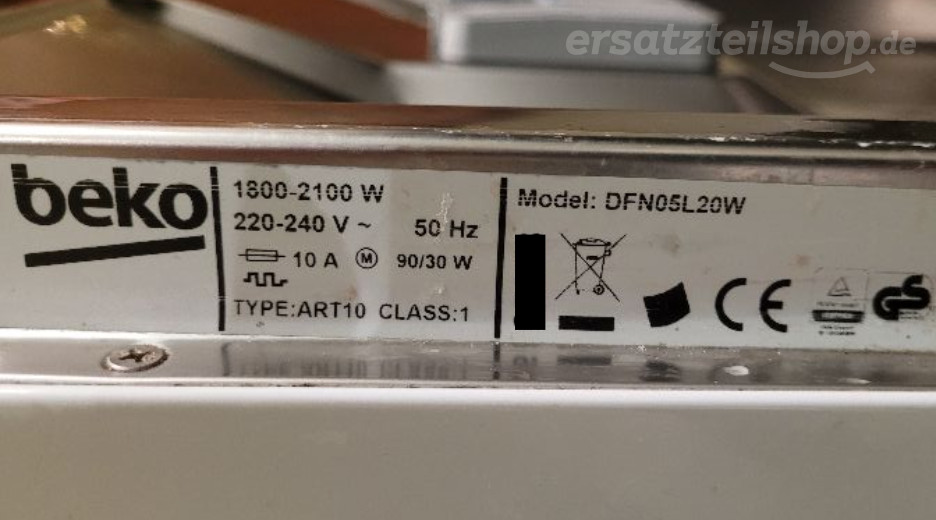 ersatzteilshop.de
beko
1800-2100 W
220-240 V ~ 50 Hz
10 A M 90/30 W
TYPE:ART10 CLASS:1
Model: DFN05L20W
CE
GS